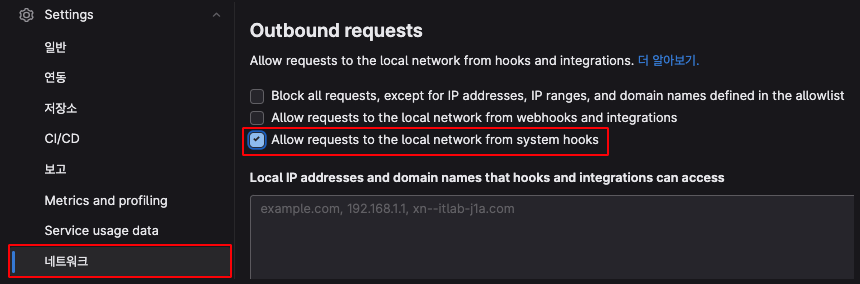 Settings
일반
연동
저장소
CI/CD
보고
Metrics and profiling
Service usage data
네트워크
Outbound requests
Allow requests to the local network from hooks and integrations. 더 알아보기.
Block all requests, except for IP addresses, IP ranges, and domain names defined in the allowlist
Allow requests to the local network from webhooks and integrations
Allow requests to the local network from system hooks
Local IP addresses and domain names that hooks and integrations can access
example.com, 192.168.1.1, xn--itlab-j1a.com